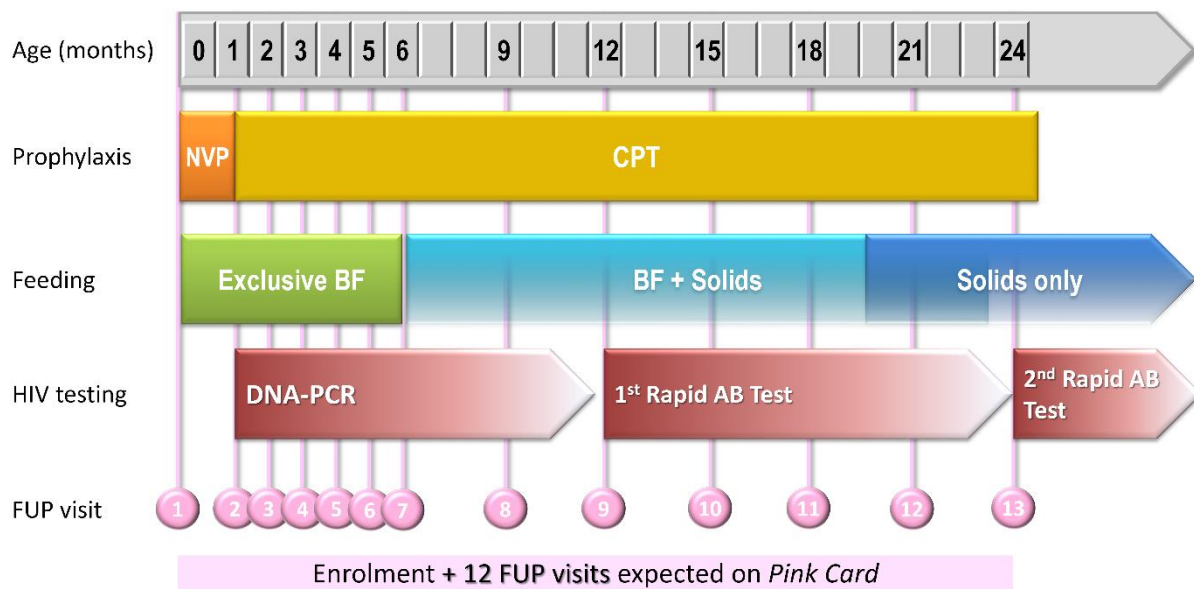 Age (months) 0 1 2 3 4 5 6 9 12 15 18 21 24
Prophylaxis NVP CPT
Feeding Exclusive BF BF + Solids Solids only
HIV testing DNA-PCR 1st Rapid AB Test 2nd Rapid AB
Test
FUP visit 1 2 3 4 5 6 7 8 9 10 11 12 13
Enrolment + 12 FUP visits expected on Pink Card